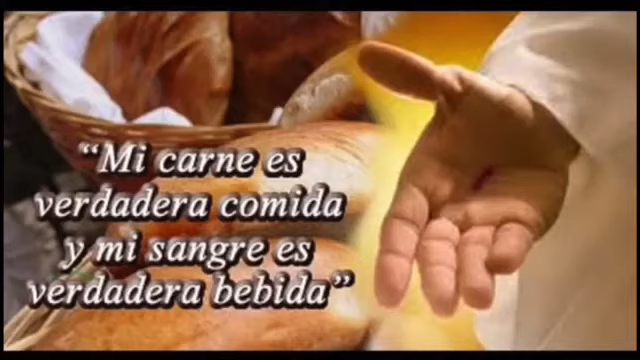 “Mi carne es
verdadera comida
y mi sangre es
verdadera bebida”